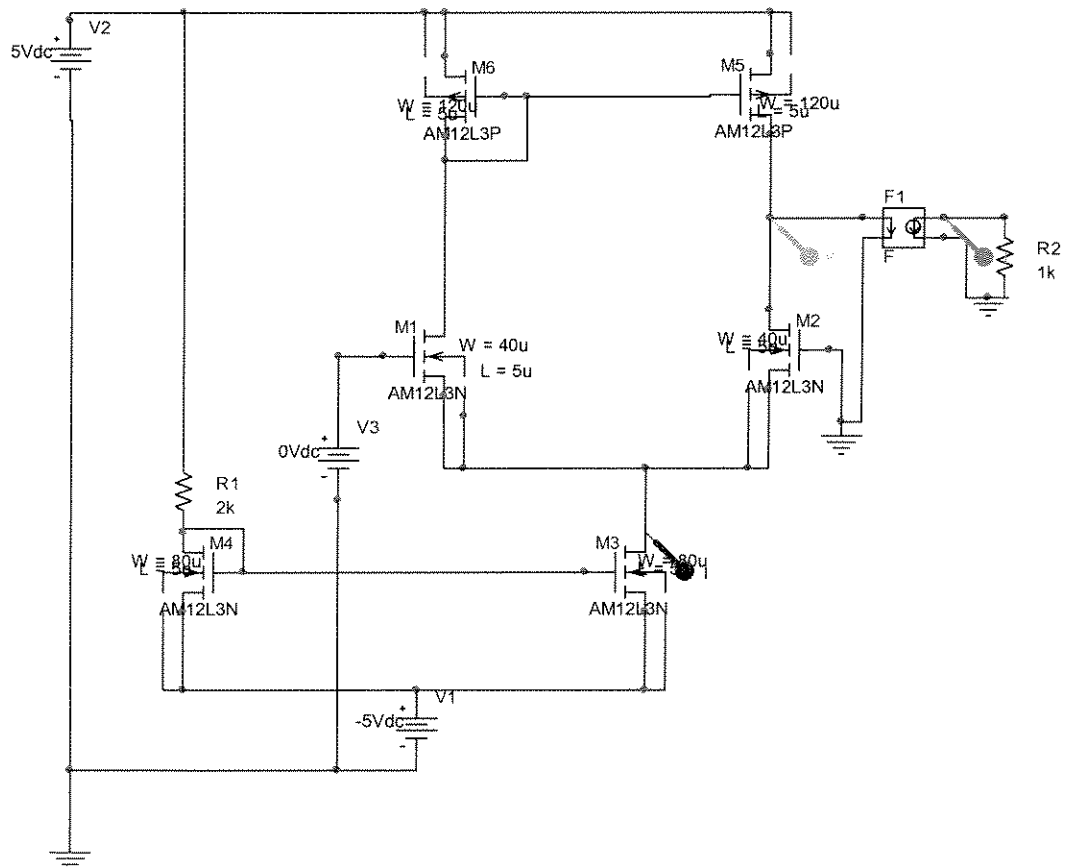 V2
5Vdc
M6
W = 120u
L = 5u
AM12L3P
M5
W = 120u
L = 5u
AM12L3P
F1
F
R2
1k
M1
W = 40u
L = 5u
AM12L3N
M2
W = 40u
AM12L3N
V3
0Vdc
R1
2k
M4
W = 80u
AM12L3N
M3
W = 80u
AM12L3N
V1
-5Vdc